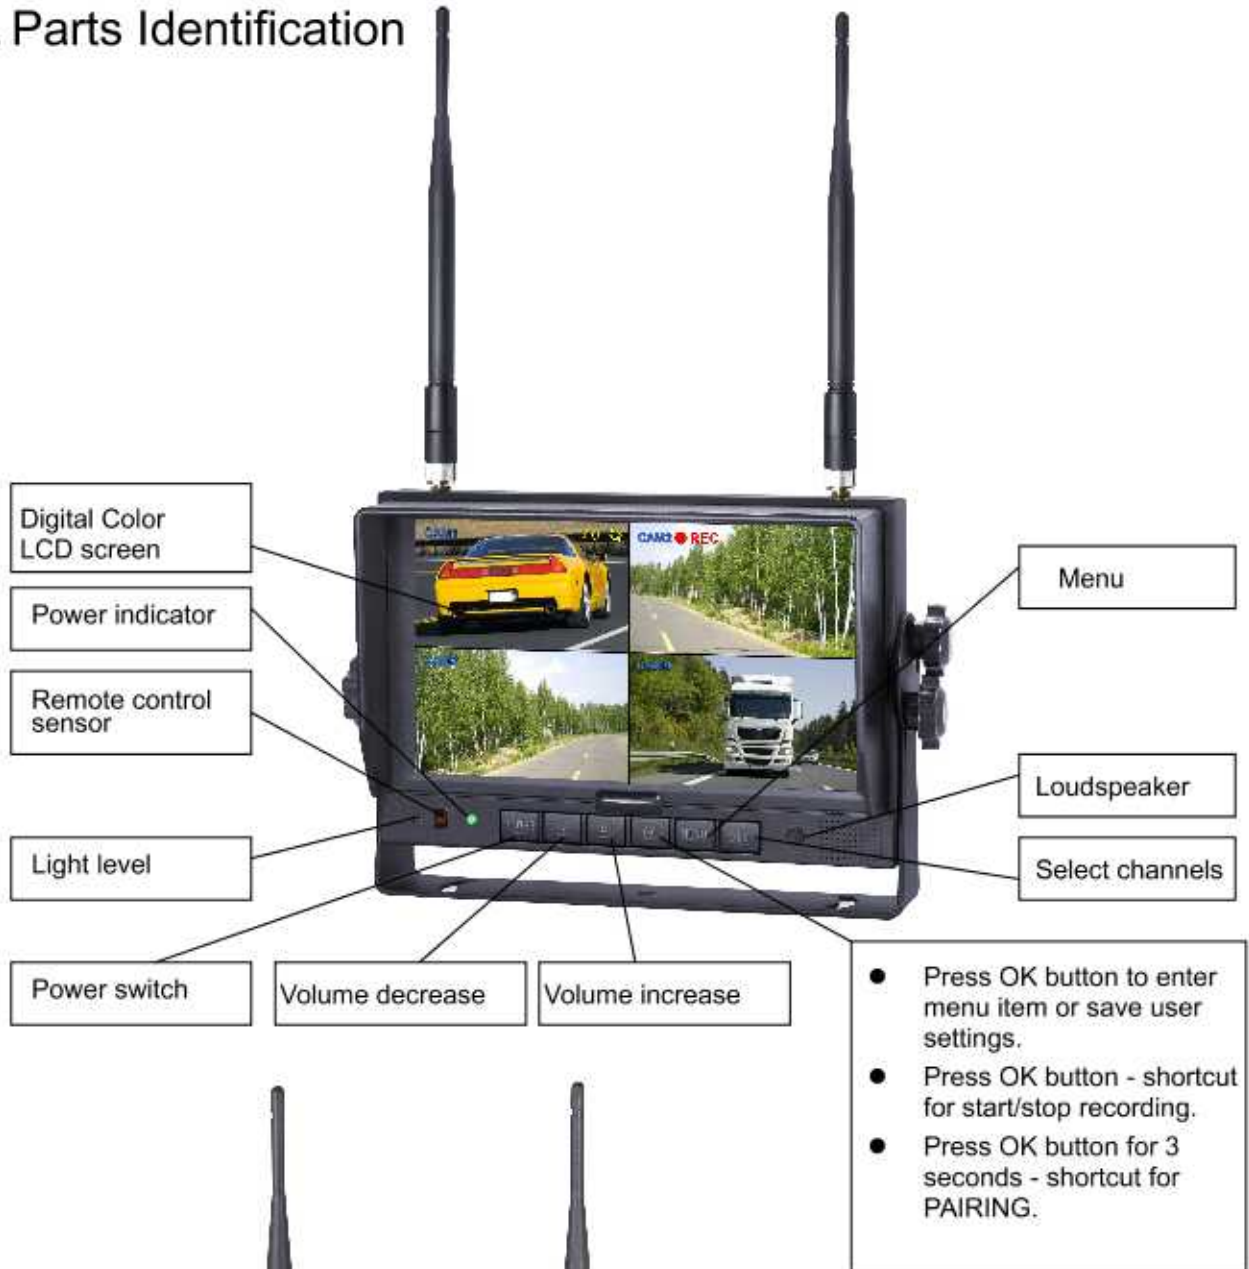 Parts Identification
CAM1
CAM2 ● REC
Digital Color
LCD screen
Menu
Power indicator
Remote control
sensor
Loudspeaker
Light level
Select channels
Power switch
Volume decrease
Volume increase
● Press OK button to enter
menu item or save user
settings.
● Press OK button - shortcut
for start/stop recording.
● Press OK button for 3
seconds - shortcut for
PAIRING.